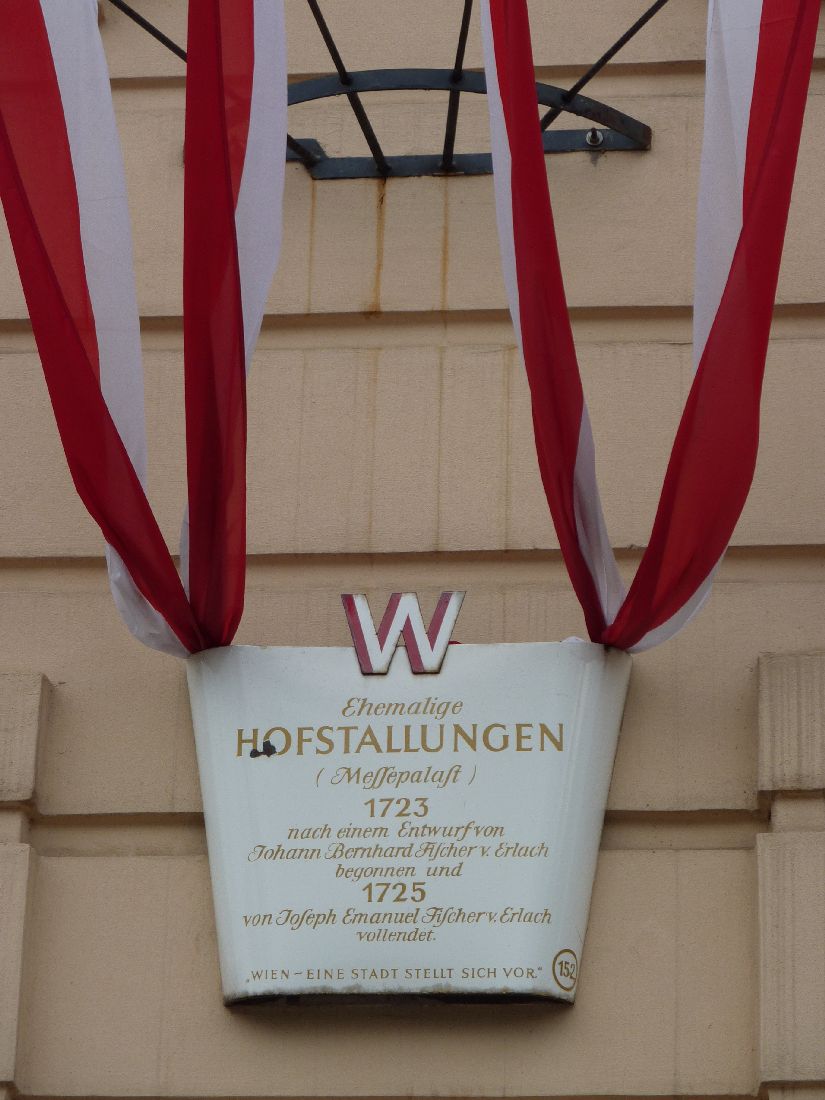 W
Ehemalige
HOFSTALLUNGEN
( Meſſepalaſt )
1723
nach einem Entwurf von
Johann Bernhard Fiſcher v. Erlach
begonnen und
1725
von Joſeph Emanuel Fiſcher v. Erlach
vollendet.
„WIEN – EINE STADT STELLT SICH VOR.“
152